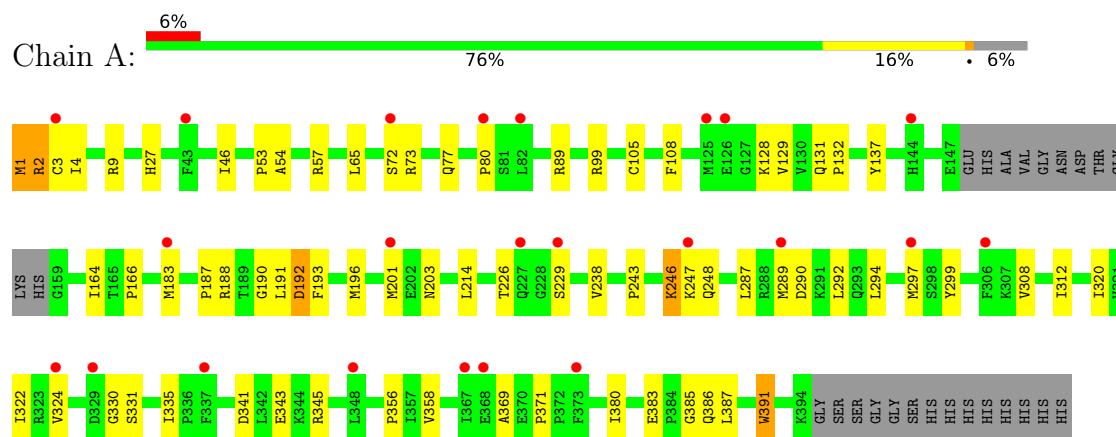 6%
Chain A:
76% 16% • 6%
M1 R2 C3 I4 R9 H27 F43 I46 P53 A54 R57 L65 S72 R73 Q77 P80 S81 L82 R89 R99 C105 F108 M125 E126 G127 K128 V129 V130 Q131 P132 Y137 H144 E147 GLU HIS ALA VAL GLY ASN ASP THR
LYS HIS G159 I164 T165 P166 M183 P187 R188 T189 G190 L191 D192 F193 M196 M201 E202 N203 L214 T226 Q227 G228 S229 V238 P243 K246 K247 Q248 L287 R288 M289 D290 K291 L292 Q293 L294 M297 S298 Y299 F306 K307 V308 I312 I320
I322 R323 V324 D329 G330 S331 I335 P336 F337 D341 L342 E343 K344 R345 L348 P356 I357 V358 I367 E368 A369 E370 P371 P372 F373 I380 E383 P384 G385 Q386 L387 W391 K394 GLY SER SER GLY GLY SER HIS HIS HIS HIS HIS HIS HIS HIS